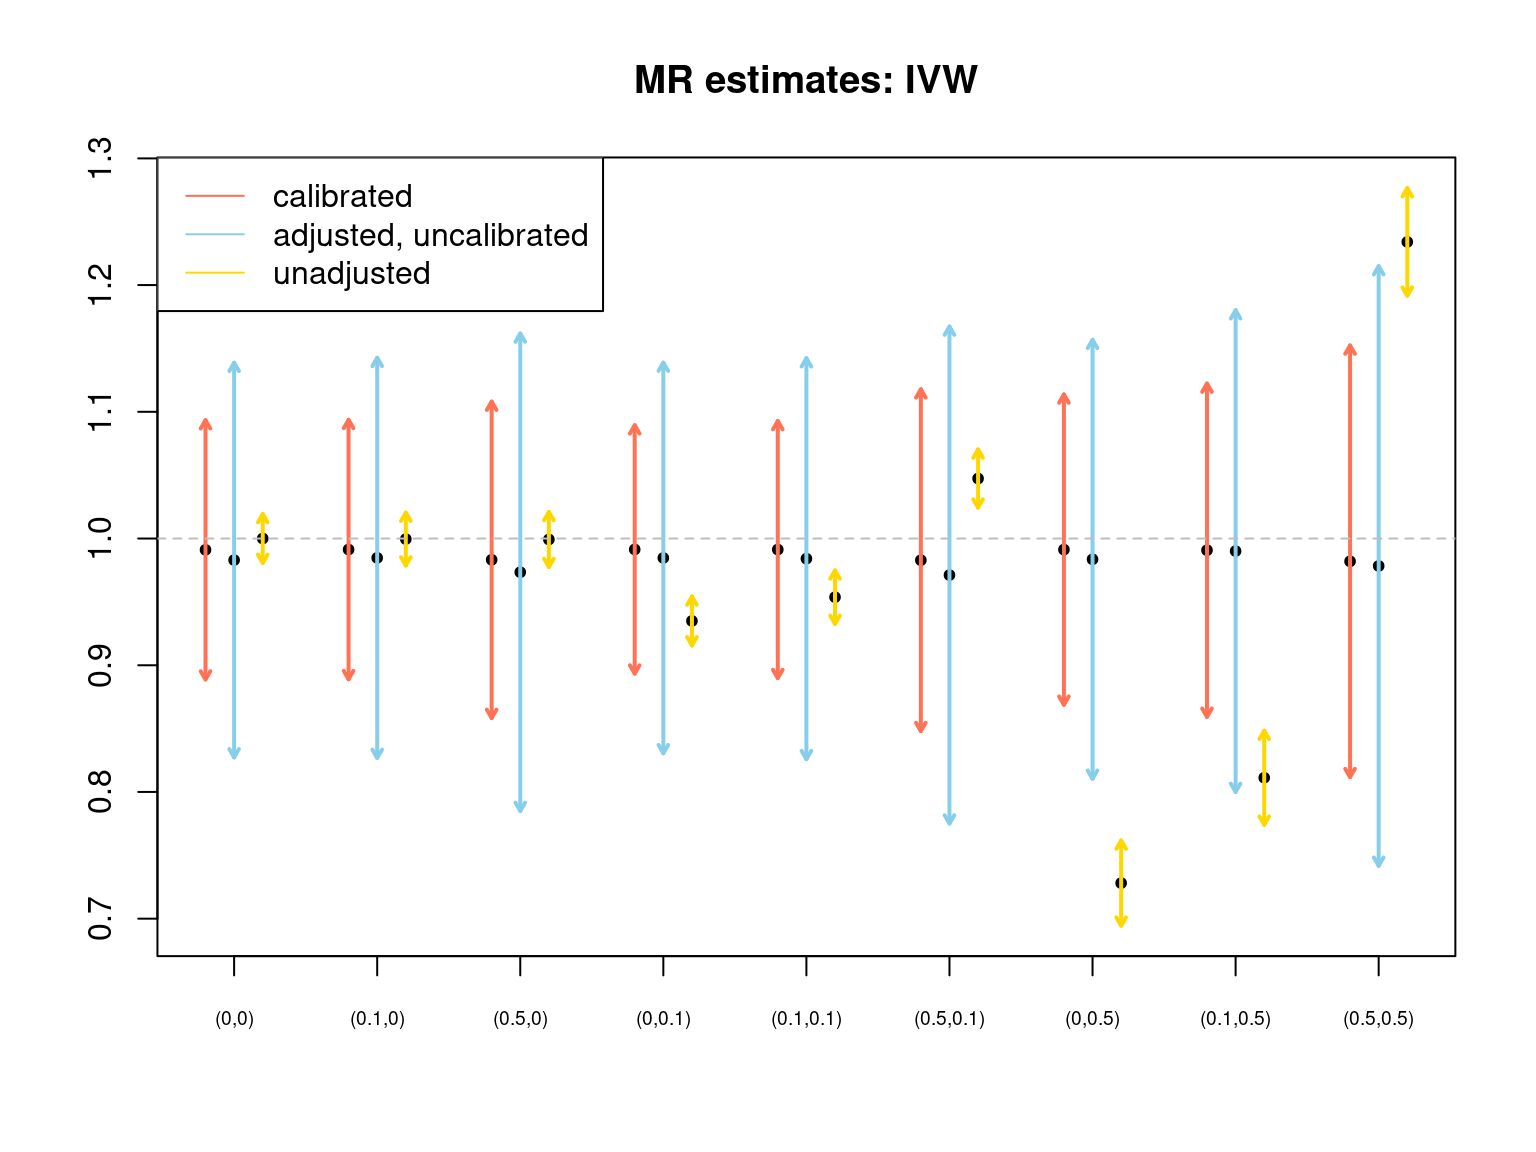 MR estimates: IVW
1.3
1.2
1.1
1.0
0.9
0.8
0.7
calibrated
adjusted, uncalibrated
unadjusted
(0,0) (0.1,0) (0.5,0) (0,0.1) (0.1,0.1) (0.5,0.1) (0,0.5) (0.1,0.5) (0.5,0.5)